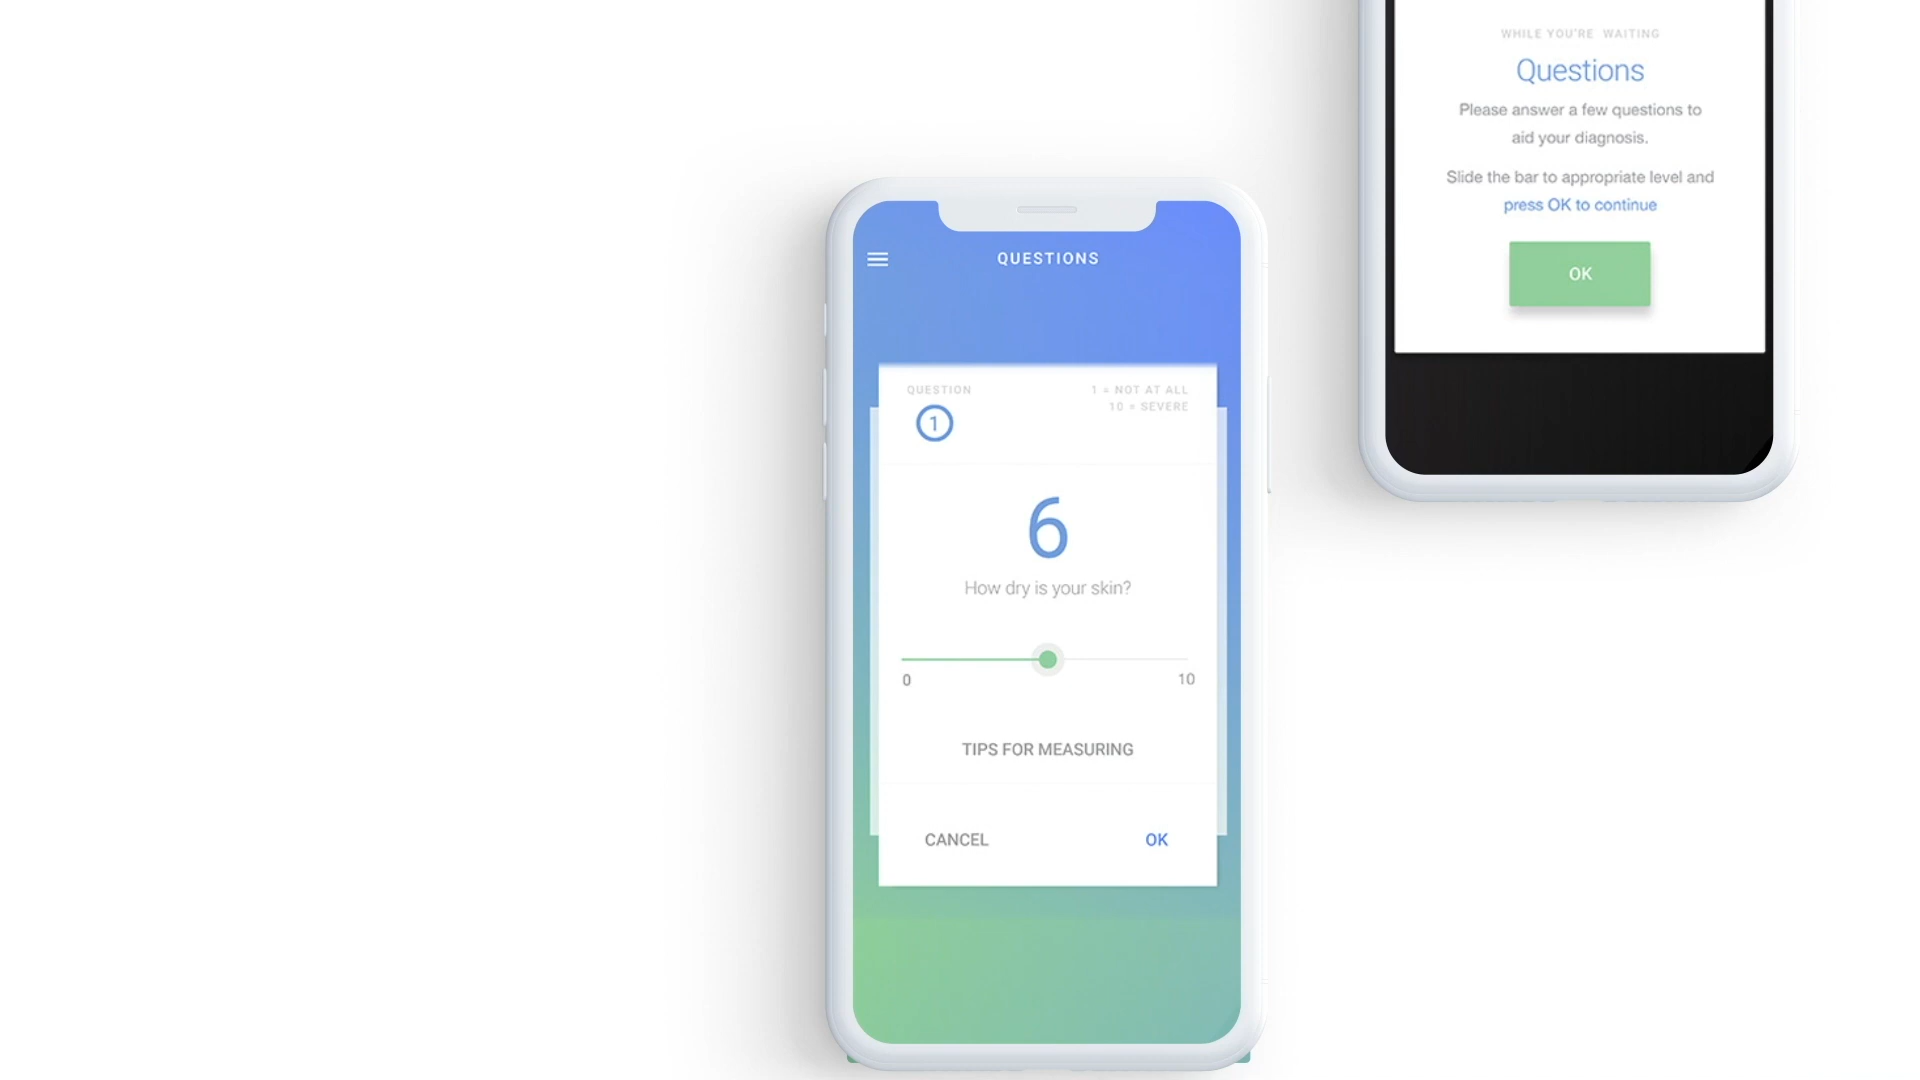 WHILE YOU'RE WAITING
Questions
Please answer a few questions to
aid your diagnosis.
Slide the bar to appropriate level and
press OK to continue
OK
QUESTIONS
QUESTION
1
1 = NOT AT ALL
10 = SEVERE
6
How dry is your skin?
0
10
TIPS FOR MEASURING
CANCEL
OK